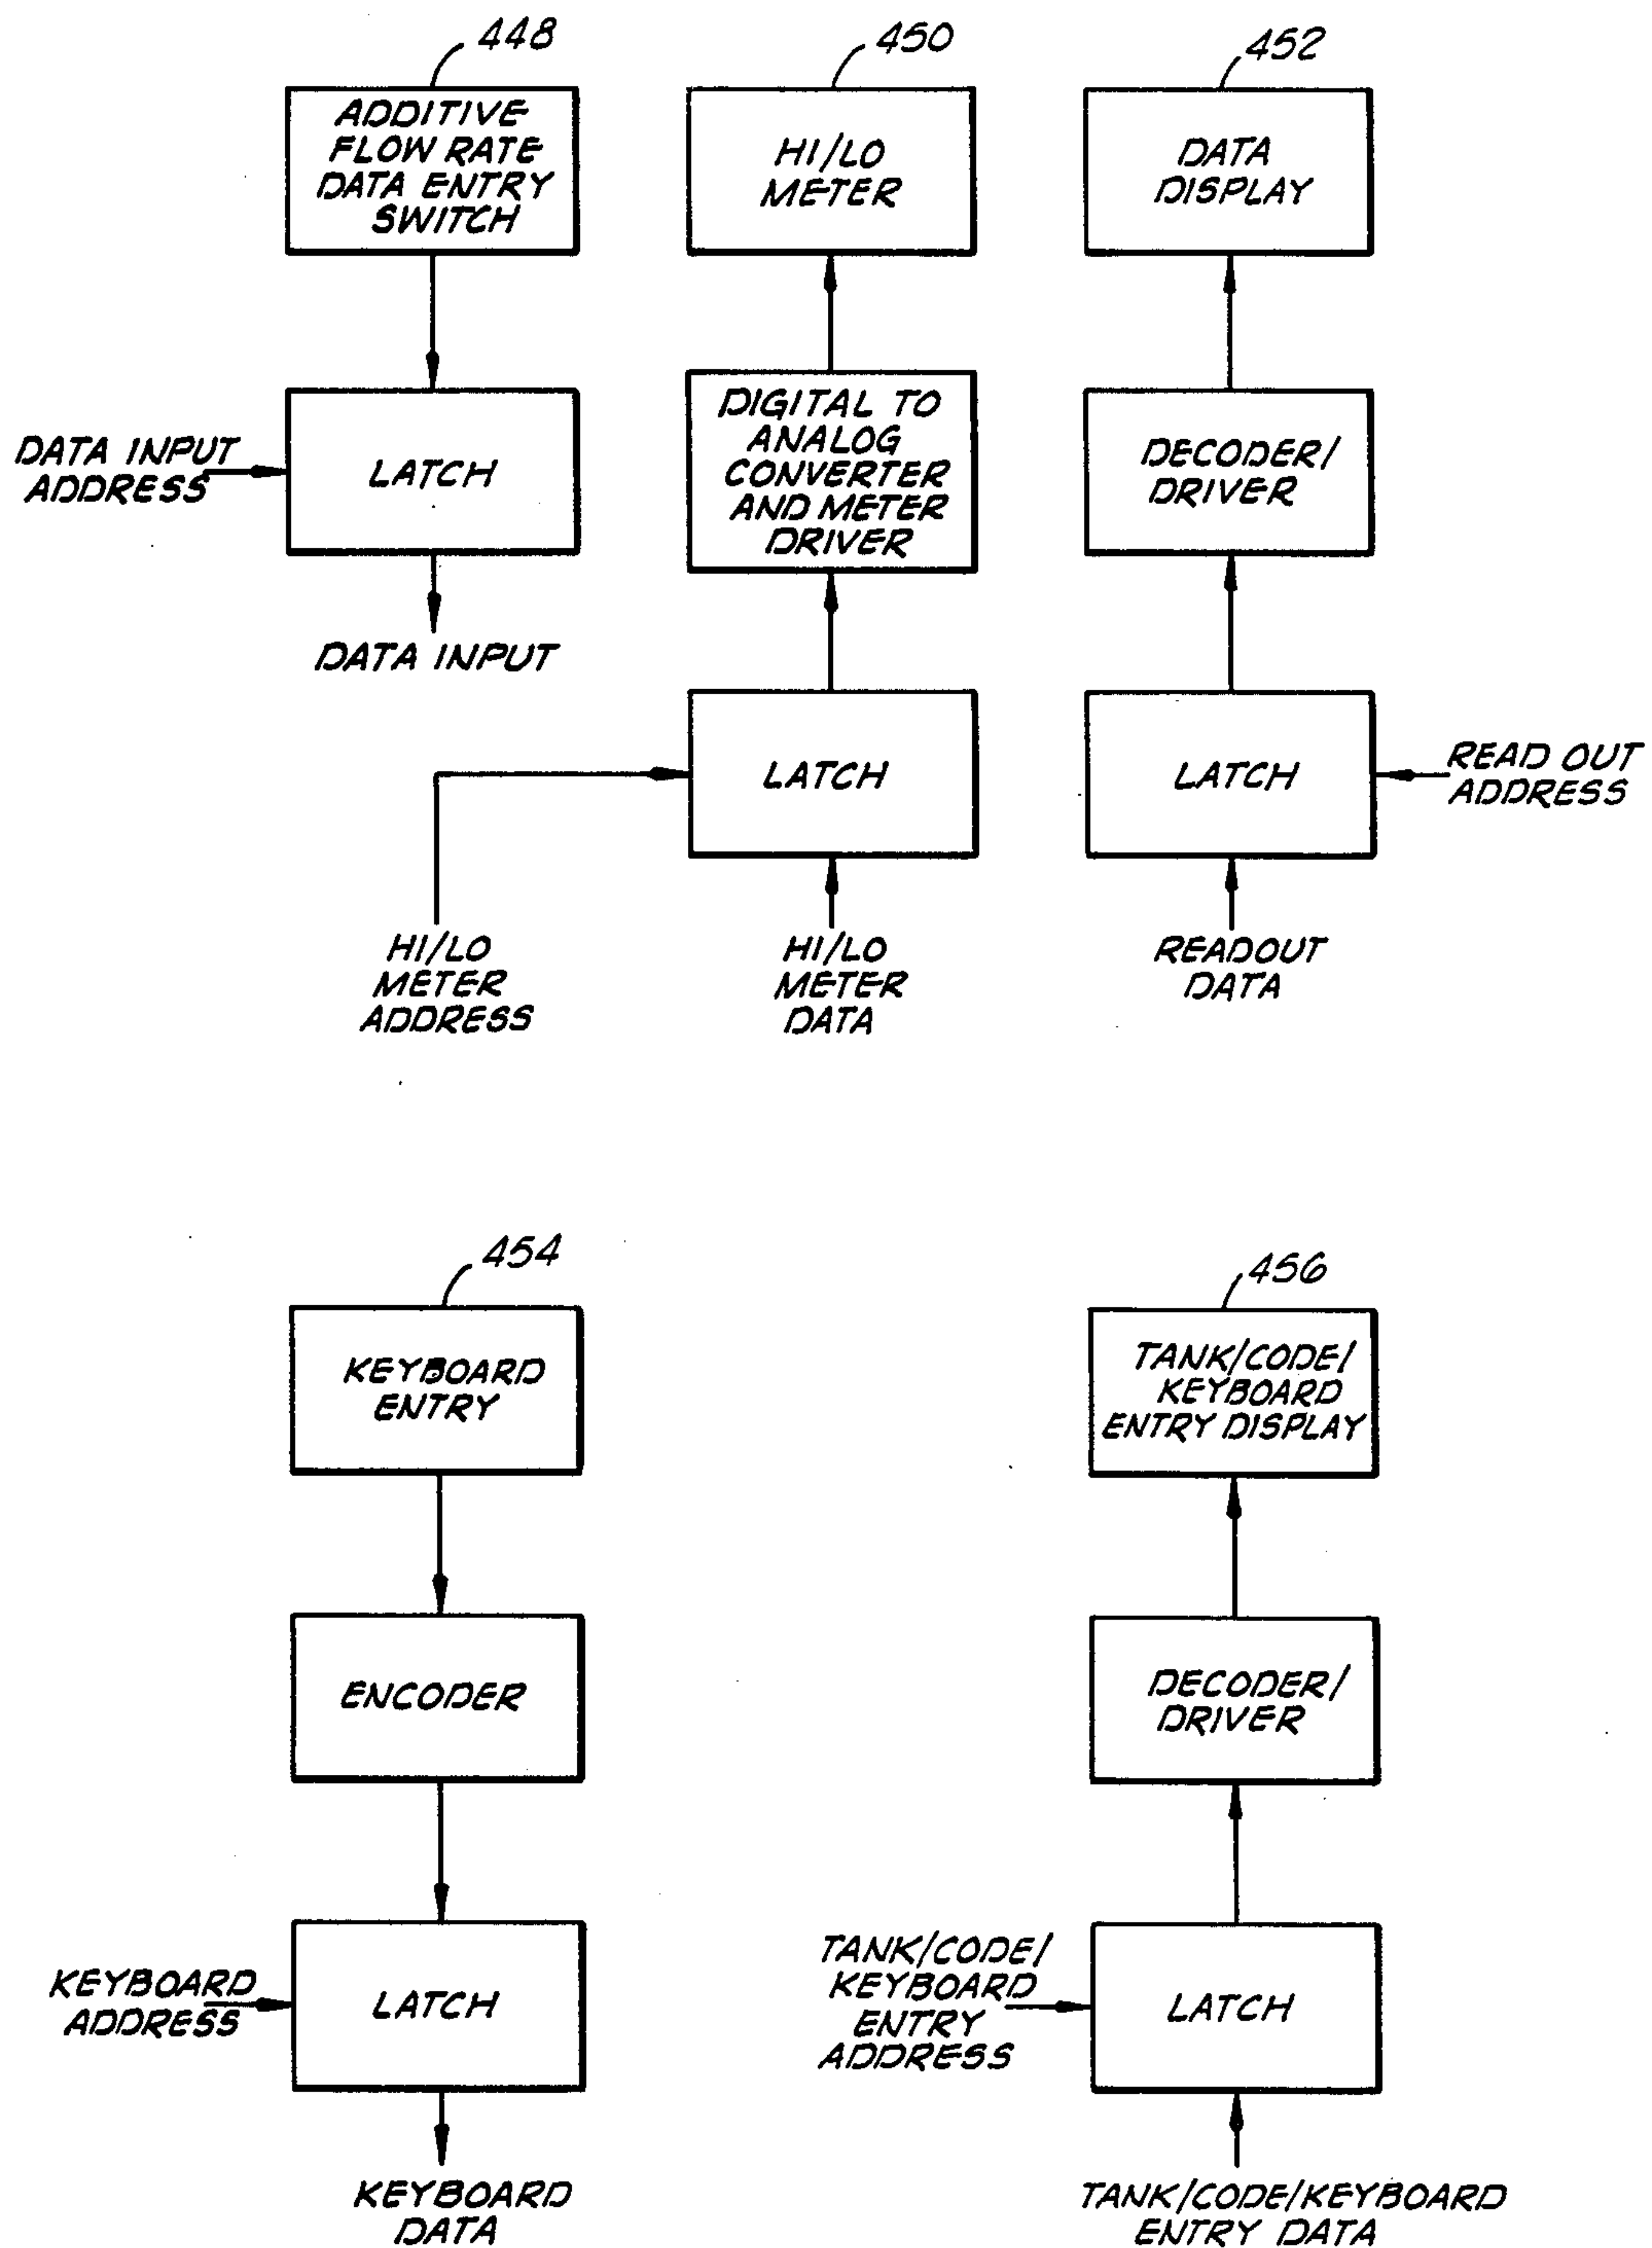 448
ADDITIVE
FLOW RATE
DATA ENTRY
SWITCH
DATA INPUT
ADDRESS
LATCH
DATA INPUT
450
HI/LO
METER
DIGITAL TO
ANALOG
CONVERTER
AND METER
DRIVER
LATCH
HI/LO
METER
ADDRESS
HI/LO
METER
DATA
452
DATA
DISPLAY
DECODER/
DRIVER
LATCH
READ OUT
ADDRESS
READOUT
DATA
454
KEYBOARD
ENTRY
ENCODER
KEYBOARD
ADDRESS
LATCH
KEYBOARD
DATA
456
TANK/CODE/
KEYBOARD
ENTRY DISPLAY
DECODER/
DRIVER
TANK/CODE/
KEYBOARD
ENTRY
ADDRESS
LATCH
TANK/CODE/KEYBOARD
ENTRY DATA